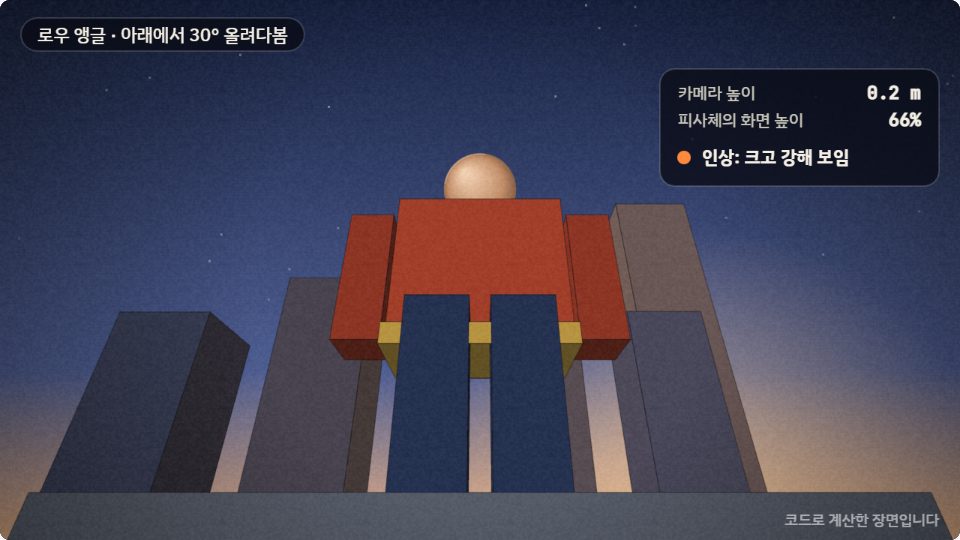 로우 앵글 · 아래에서 30° 올려다봄
카메라 높이 0.2 m
피사체의 화면 높이 66%
인상: 크고 강해 보임
코드로 계산한 장면입니다